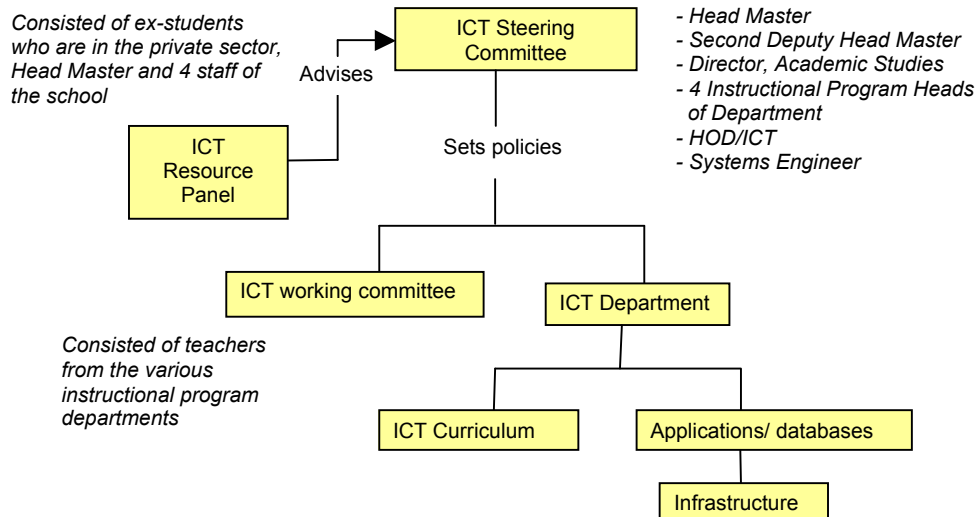 Consisted of ex-students
who are in the private sector,
Head Master and 4 staff of
the school
ICT Steering
Committee
- Head Master
- Second Deputy Head Master
- Director, Academic Studies
- 4 Instructional Program Heads
of Department
- HOD/ICT
- Systems Engineer
Advises
ICT
Resource
Panel
Sets policies
ICT working committee
ICT Department
Consisted of teachers
from the various
instructional program
departments
ICT Curriculum
Applications/ databases
Infrastructure